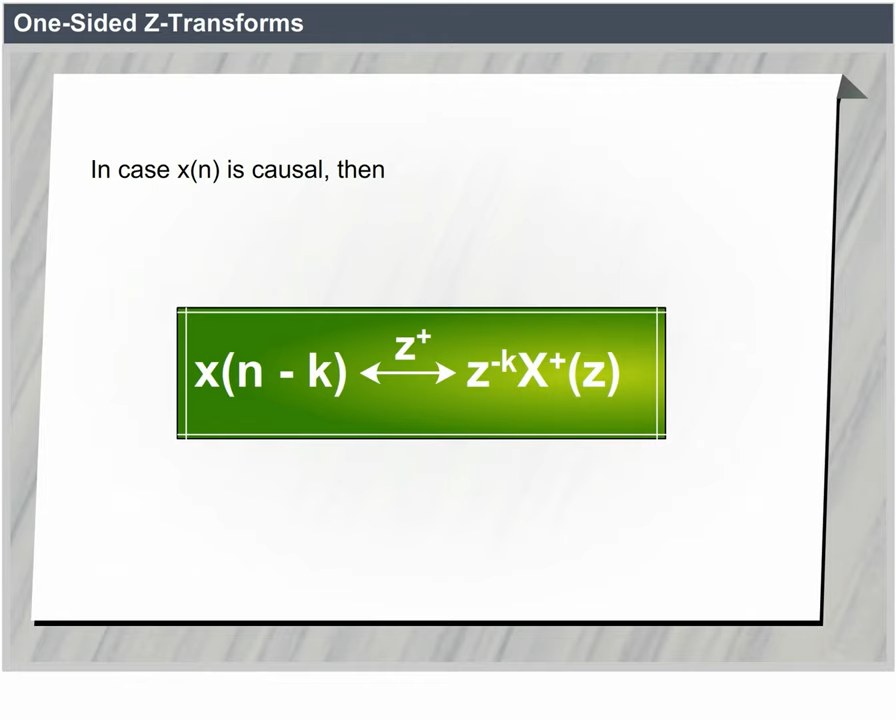 One-Sided Z-Transforms
In case x(n) is causal, then
x(n - k) ⟷ z⁺ z⁻ᵏX⁺(z)